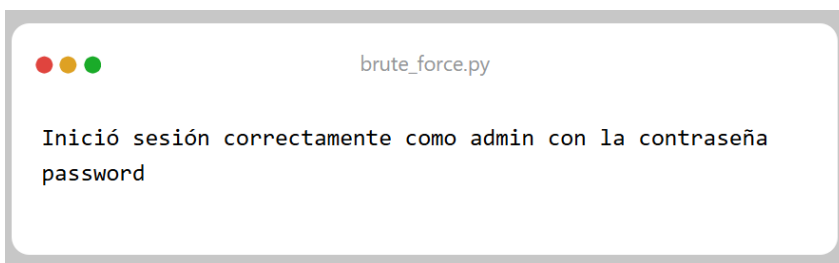 brute_force.py
Inició sesión correctamente como admin con la contraseña
password